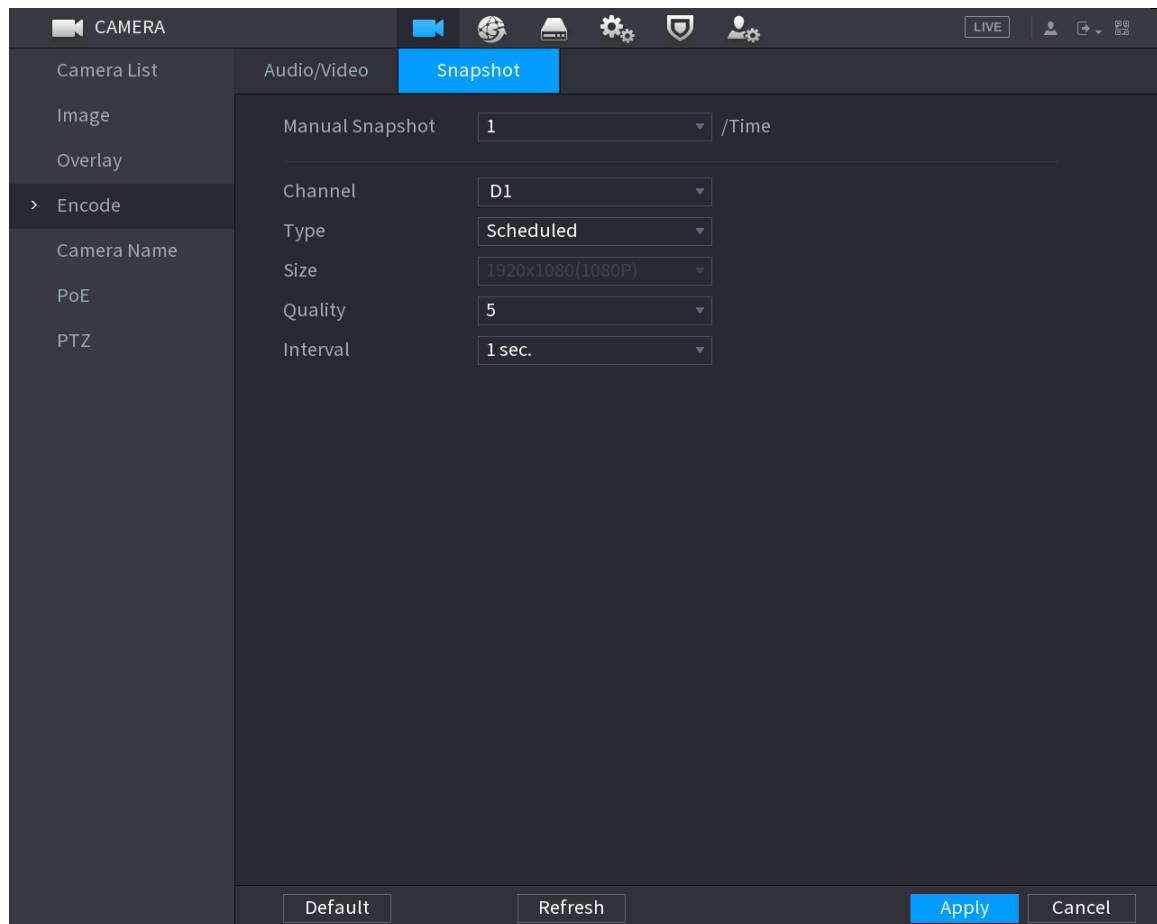 CAMERA LIVE
Camera List Audio/Video Snapshot
Image Manual Snapshot 1 /Time
Overlay
Channel D1
> Encode
Type Scheduled
Camera Name
Size 1920x1080(1080P)
PoE
Quality 5
PTZ
Interval 1 sec.
Default Refresh Apply Cancel